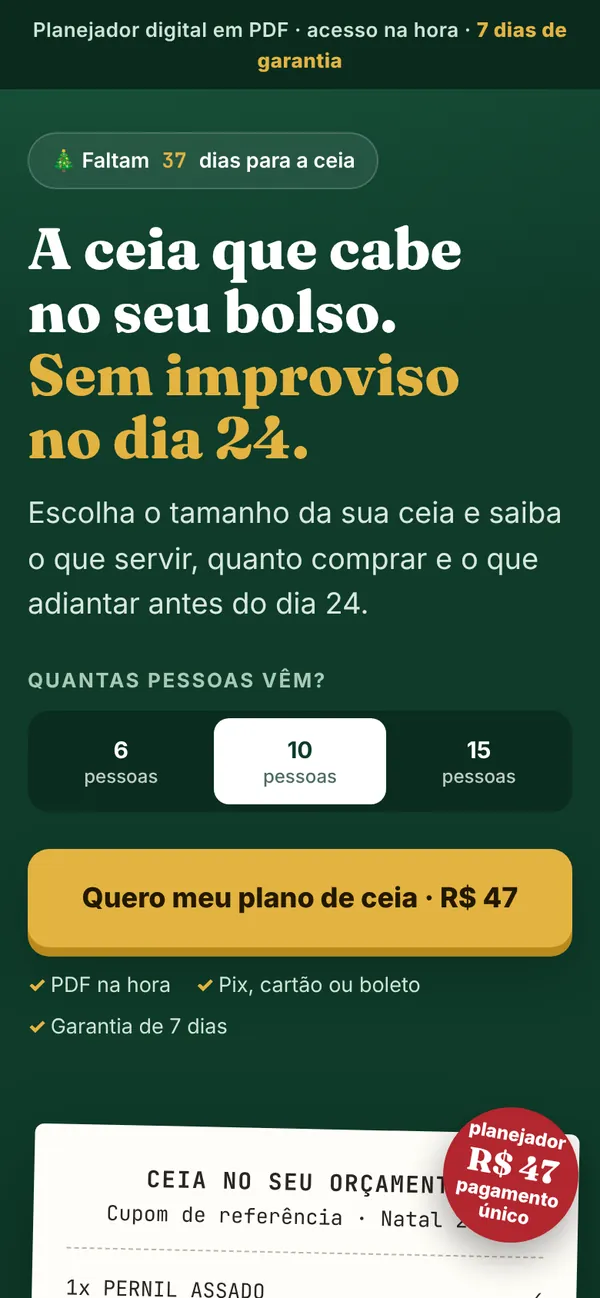 Planejador digital em PDF · acesso na hora · 7 dias de
garantia
🎄 Faltam 37 dias para a ceia
A ceia que cabe
no seu bolso.
Sem improviso
no dia 24.
Escolha o tamanho da sua ceia e saiba
o que servir, quanto comprar e o que
adiantar antes do dia 24.
QUANTAS PESSOAS VÊM?
6
pessoas
10
pessoas
15
pessoas
Quero meu plano de ceia · R$ 47
✓ PDF na hora ✓ Pix, cartão ou boleto
✓ Garantia de 7 dias
planejador
R$ 47
pagamento
único
CEIA NO SEU
Cupom de referência · Natal
1x PERNIL ASSADO